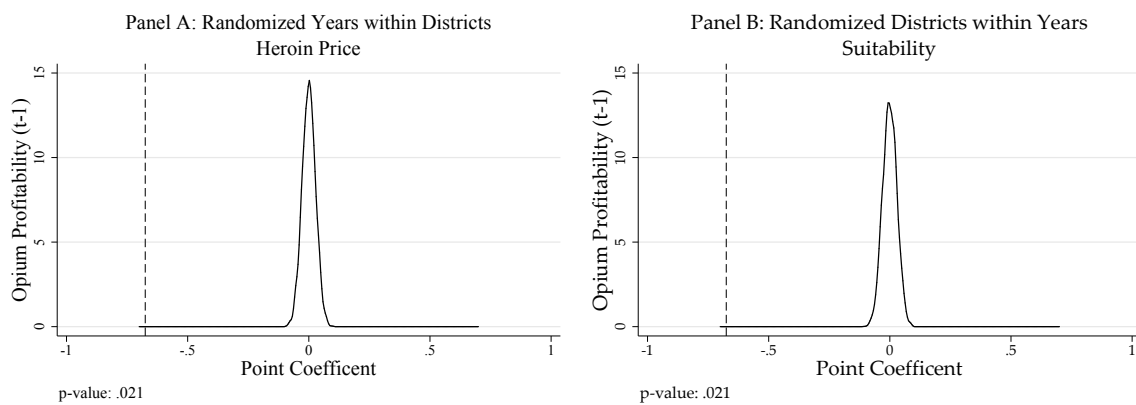 Panel A: Randomized Years within Districts
Heroin Price
Opium Profitability (t-1)
15
10
5
0
-1
-.5
0
.5
1
Point Coefficent
p-value: .021
Panel B: Randomized Districts within Years
Suitability
Opium Profitability (t-1)
15
10
5
0
-1
-.5
0
.5
1
Point Coefficent
p-value: .021